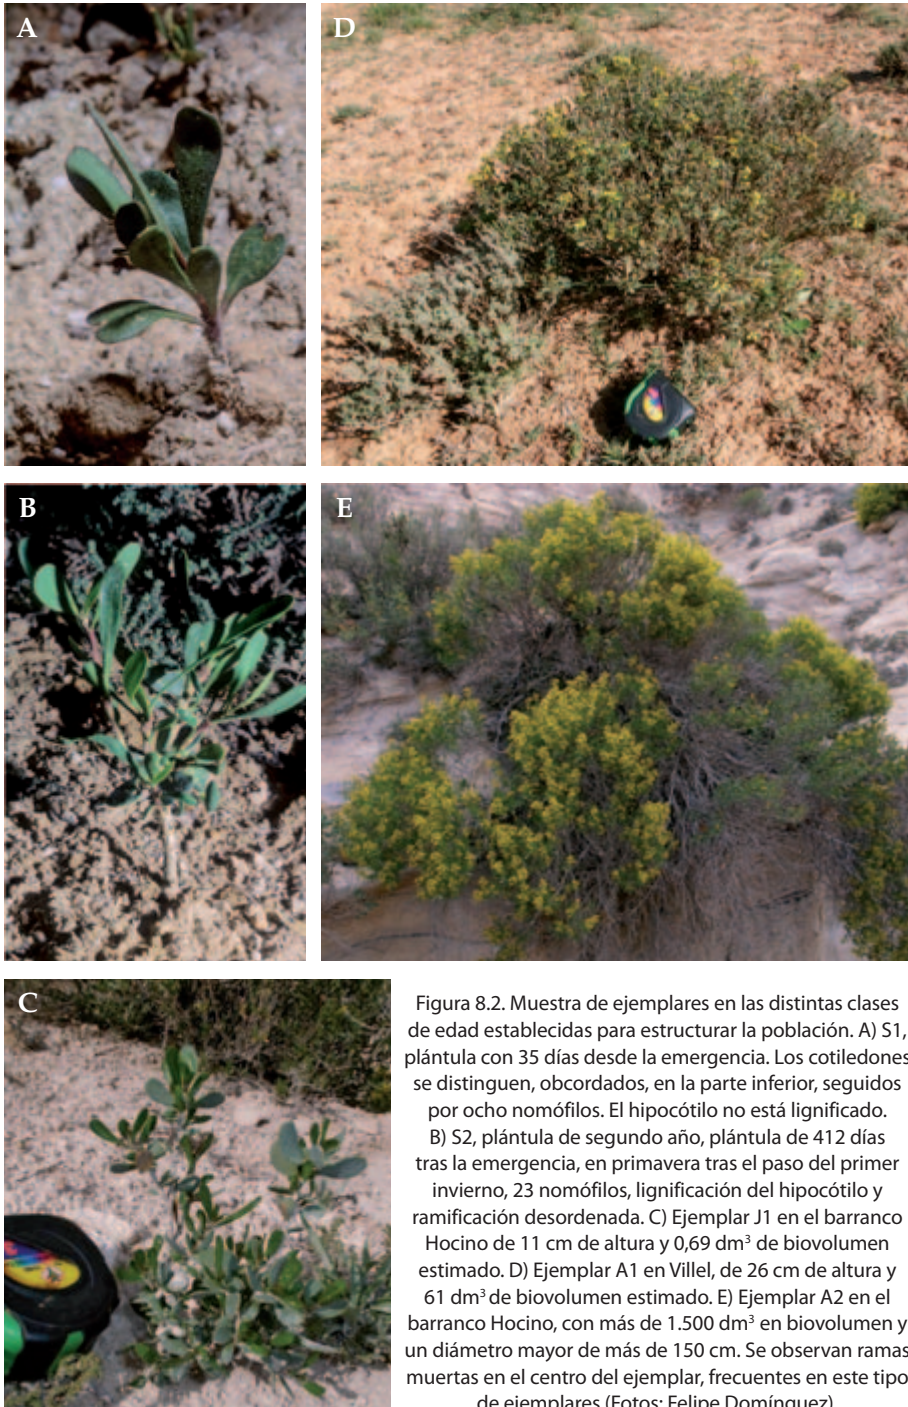 A
D
B
E
C
Figura 8.2. Muestra de ejemplares en las distintas clases
de edad establecidas para estructurar la población. A) S1,
plántula con 35 días desde la emergencia. Los cotiledones
se distinguen, obcordados, en la parte inferior, seguidos
por ocho nomófilos. El hipocótilo no está lignificado.
B) S2, plántula de segundo año, plántula de 412 días
tras la emergencia, en primavera tras el paso del primer
invierno, 23 nomófilos, lignificación del hipocótilo y
ramificación desordenada. C) Ejemplar J1 en el barranco
Hocino de 11 cm de altura y 0,69 dm³ de biovolumen
estimado. D) Ejemplar A1 en Villel, de 26 cm de altura y
61 dm³ de biovolumen estimado. E) Ejemplar A2 en el
barranco Hocino, con más de 1.500 dm³ en biovolumen y
un diámetro mayor de más de 150 cm. Se observan ramas
muertas en el centro del ejemplar, frecuentes en este tipo
de ejemplares (Fotos: Felipe Domínguez)